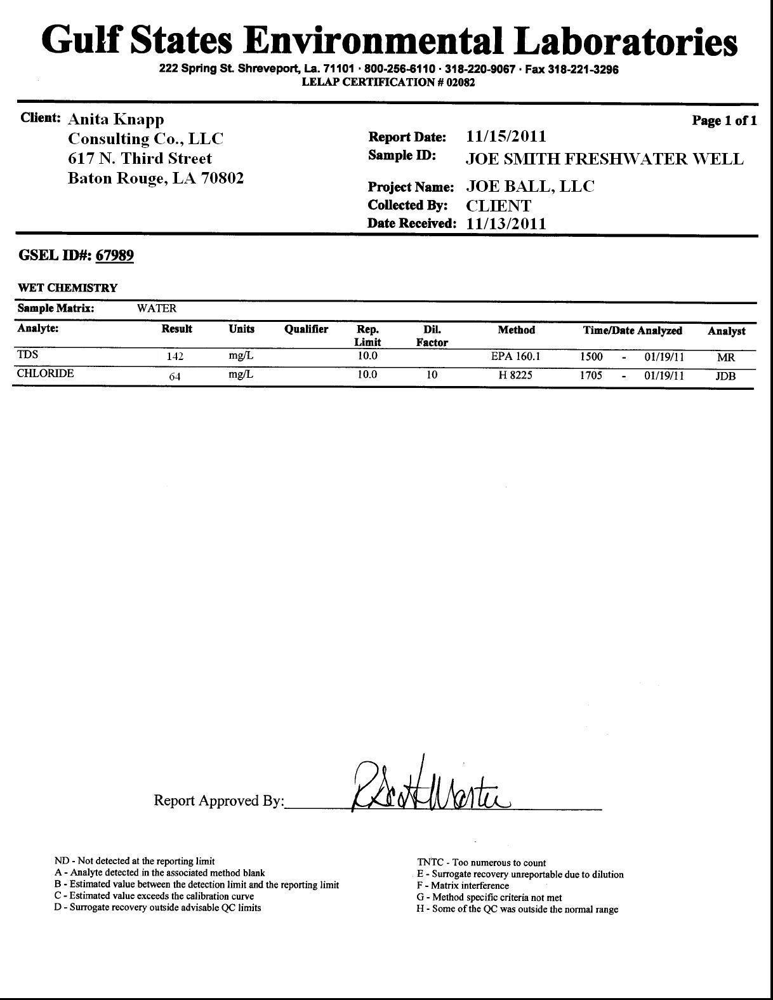 Gulf States Environmental Laboratories
222 Spring St. Shreveport, La. 71101 · 800-256-6110 · 318-220-9067 · Fax 318-221-3296
LELAP CERTIFICATION # 02082
Client: Anita Knapp
Consulting Co., LLC
617 N. Third Street
Baton Rouge, LA 70802
Page 1 of 1
Report Date: 11/15/2011
Sample ID: JOE SMITH FRESHWATER WELL
Project Name: JOE BALL, LLC
Collected By: CLIENT
Date Received: 11/13/2011
GSEL ID#: 67989
WET CHEMISTRY
Sample Matrix: WATER
Analyte: Result Units Qualifier Rep. Limit Dil. Factor Method Time/Date Analyzed Analyst
TDS 142 mg/L 10.0 EPA 160.1 1500 - 01/19/11 MR
CHLORIDE 64 mg/L 10.0 10 H 8225 1705 - 01/19/11 JDB
Report Approved By: R Scott Martin
ND - Not detected at the reporting limit
A - Analyte detected in the associated method blank
B - Estimated value between the detection limit and the reporting limit
C - Estimated value exceeds the calibration curve
D - Surrogate recovery outside advisable QC limits
TNTC - Too numerous to count
E - Surrogate recovery unreportable due to dilution
F - Matrix interference
G - Method specific criteria not met
H - Some of the QC was outside the normal range